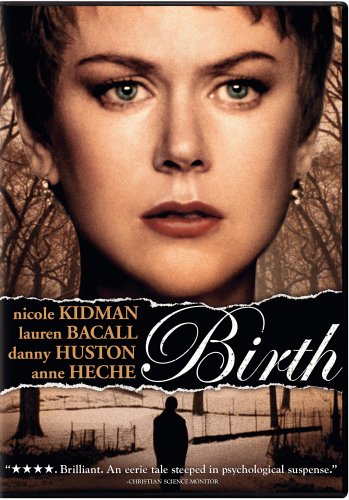 nicole KIDMAN
lauren BACALL
danny HUSTON
anne HECHE
Birth
"★★★★. Brilliant. An eerie tale steeped in psychological suspense."
-CHRISTIAN SCIENCE MONITOR